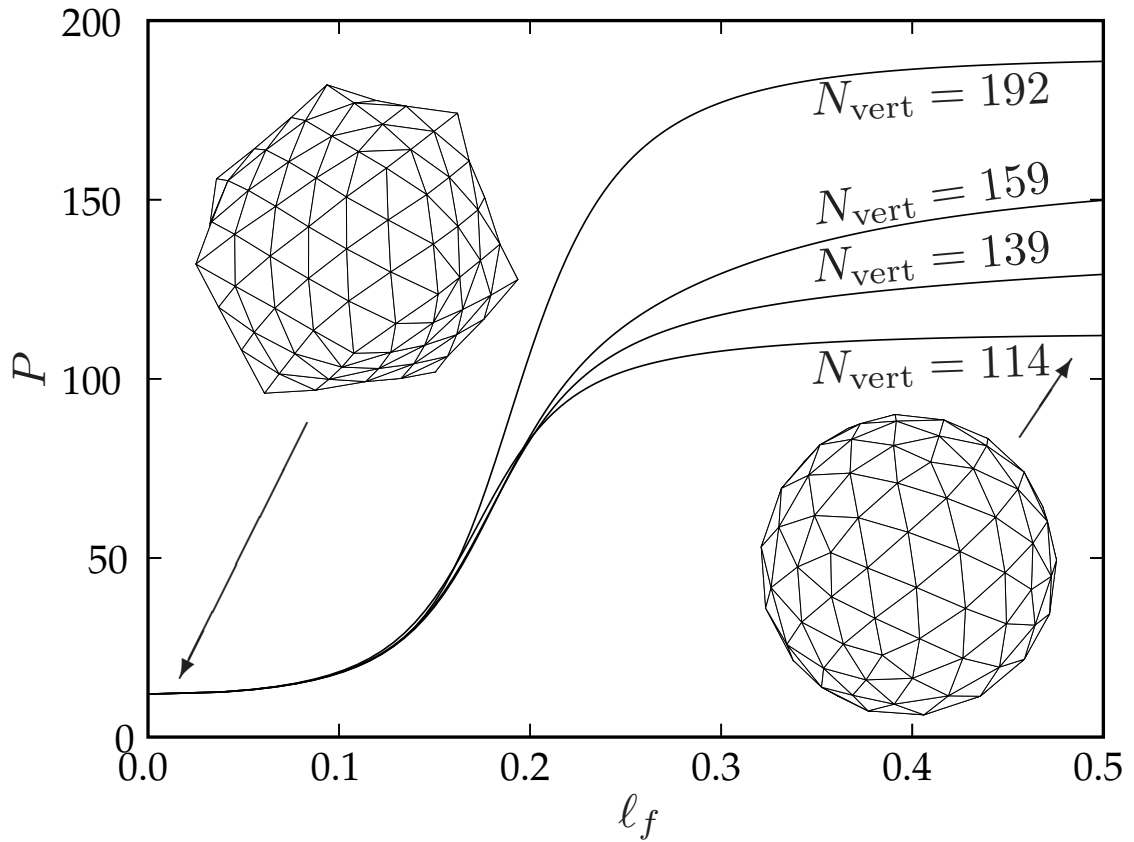 200
N_vert = 192
150
N_vert = 159
N_vert = 139
P
100
N_vert = 114
50
0
0.0 0.1 0.2 0.3 0.4 0.5
ℓ_f